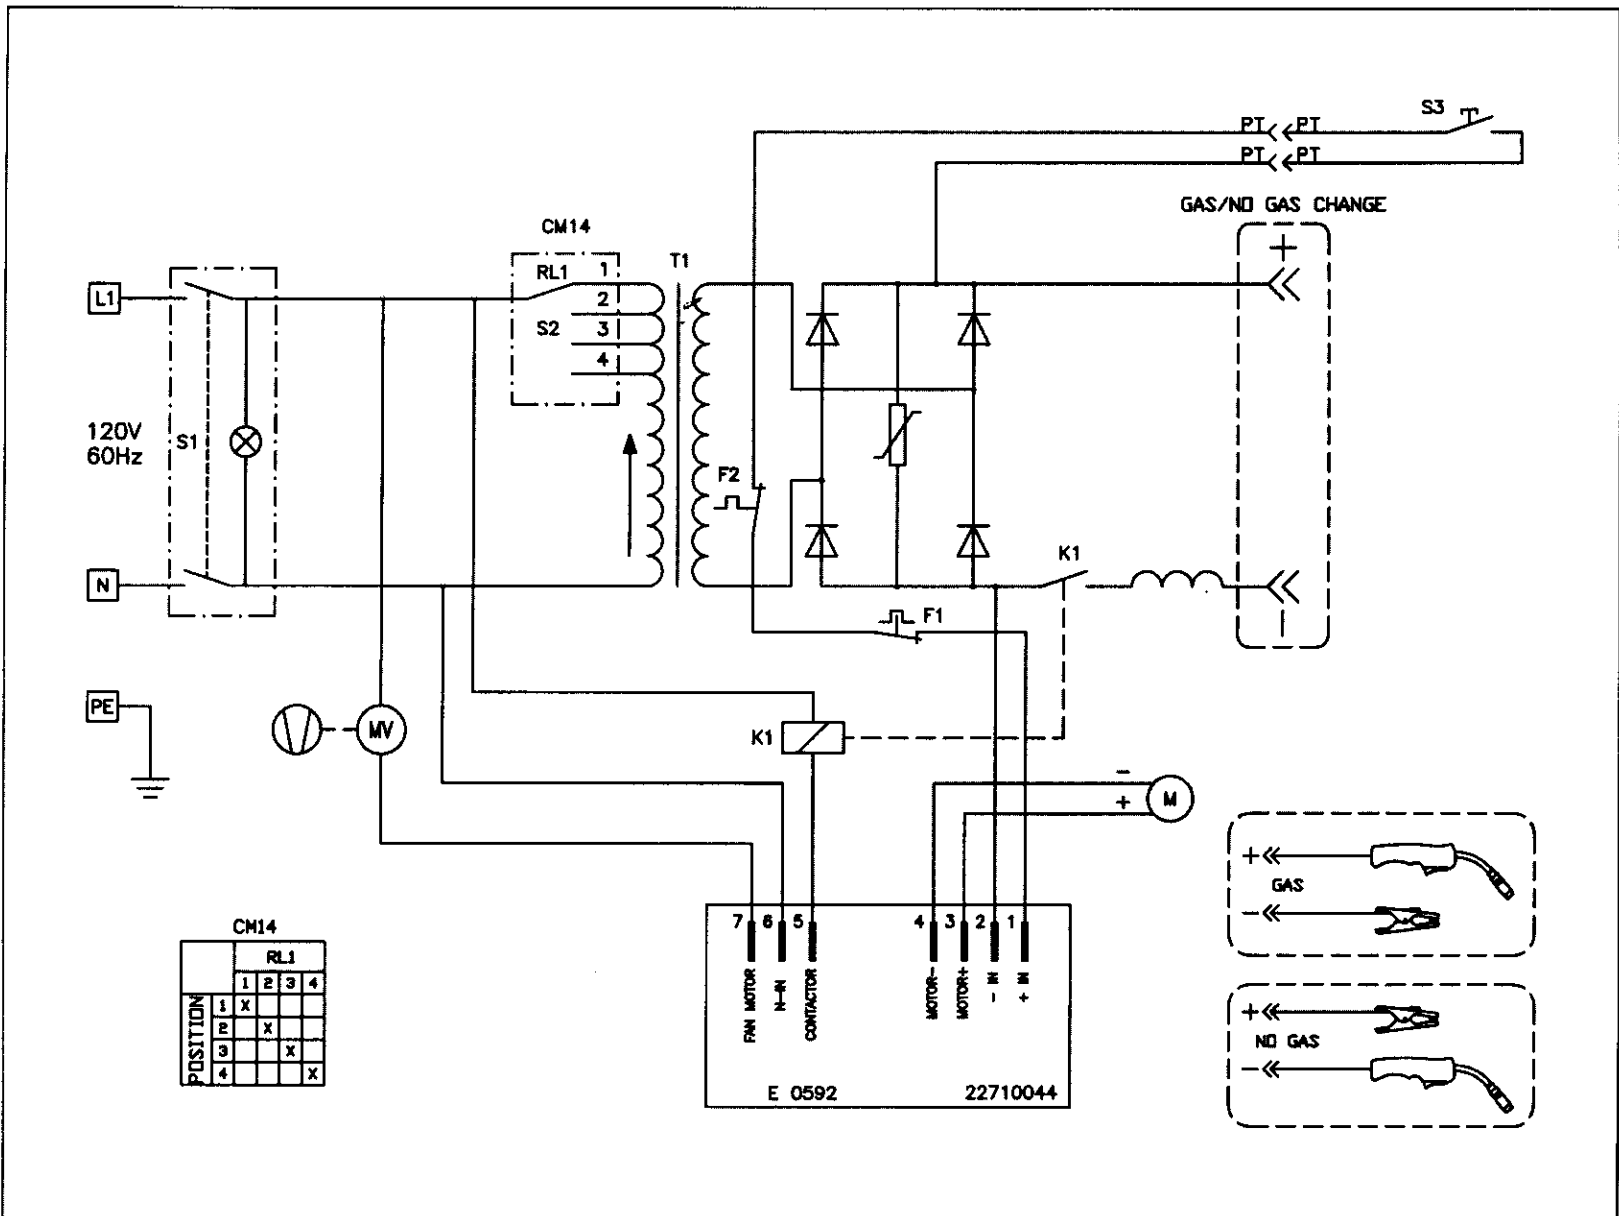 S3
PT PT
PT PT
GAS/NO GAS CHANGE
+
CM14
T1
RL1 1
2
S2 3
4
L1
120V
60Hz
S1
F2
N
K1
F1
PE
MV
K1
- 
+
M
+
GAS
-
7 6 5 4 3 2 1
FAN MOTOR
N-IN
CONTACTOR
MOTOR-
MOTOR+
- IN
+ IN
E 0592 22710044
CM14
RL1
1 2 3 4
POSITION
1 X
2 X
3 X
4 X
+
NO GAS
-